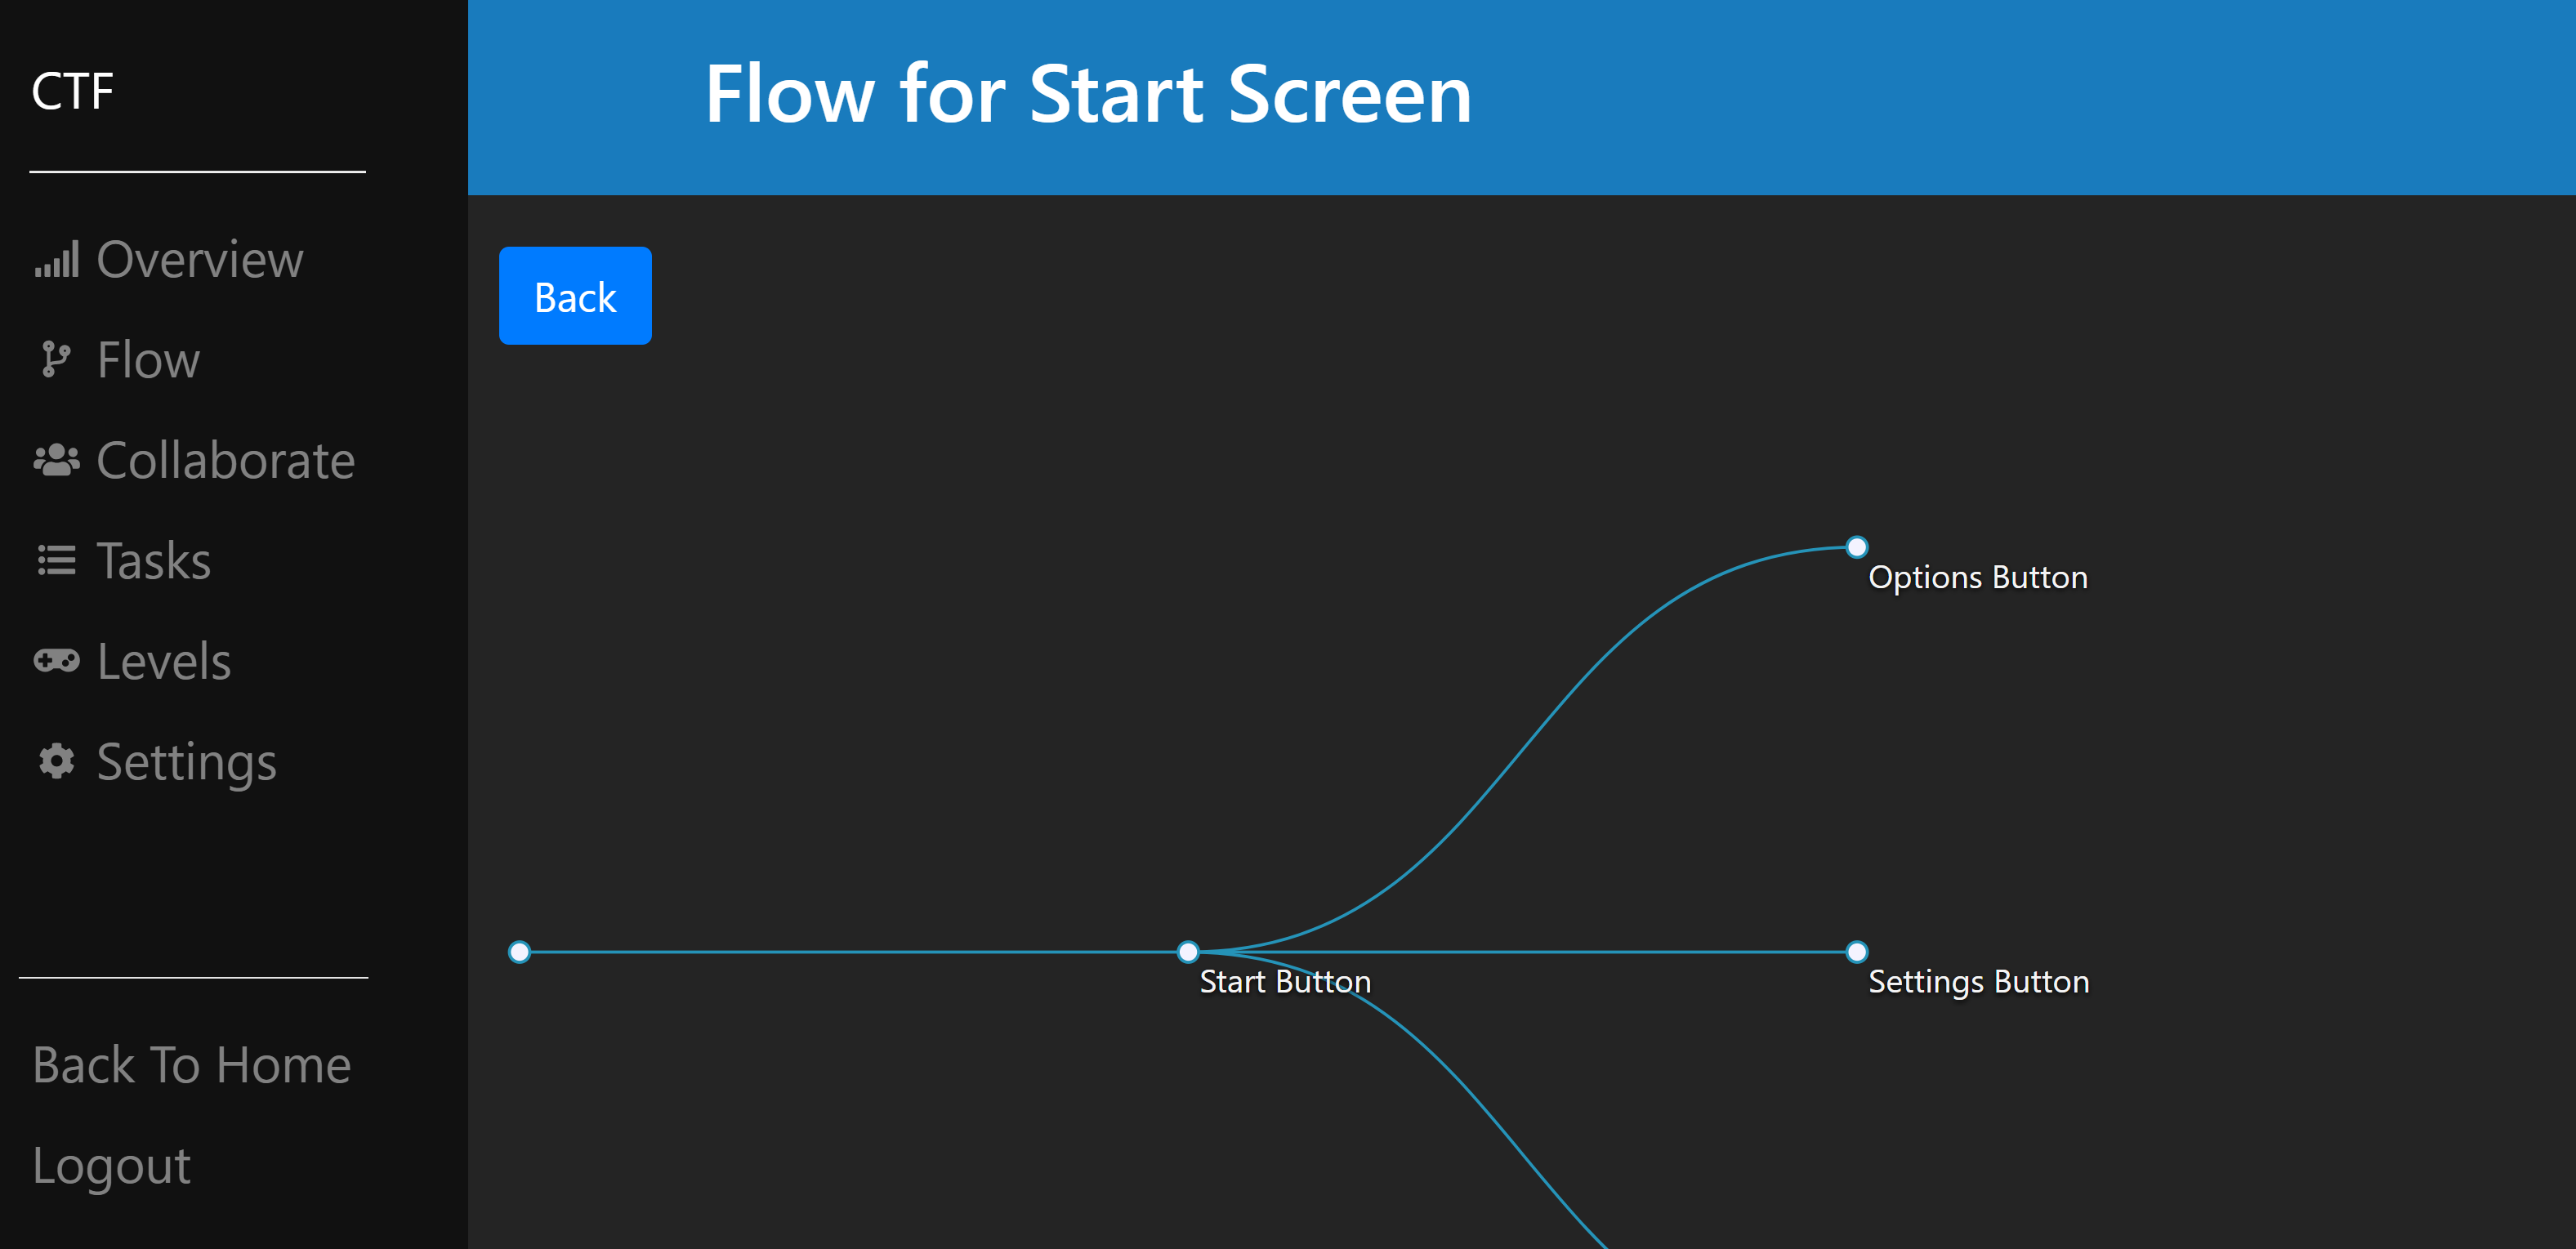 CTF
Overview
Flow
Collaborate
Tasks
Levels
Settings
Back To Home
Logout
Flow for Start Screen
Back
Options Button
Start Button
Settings Button